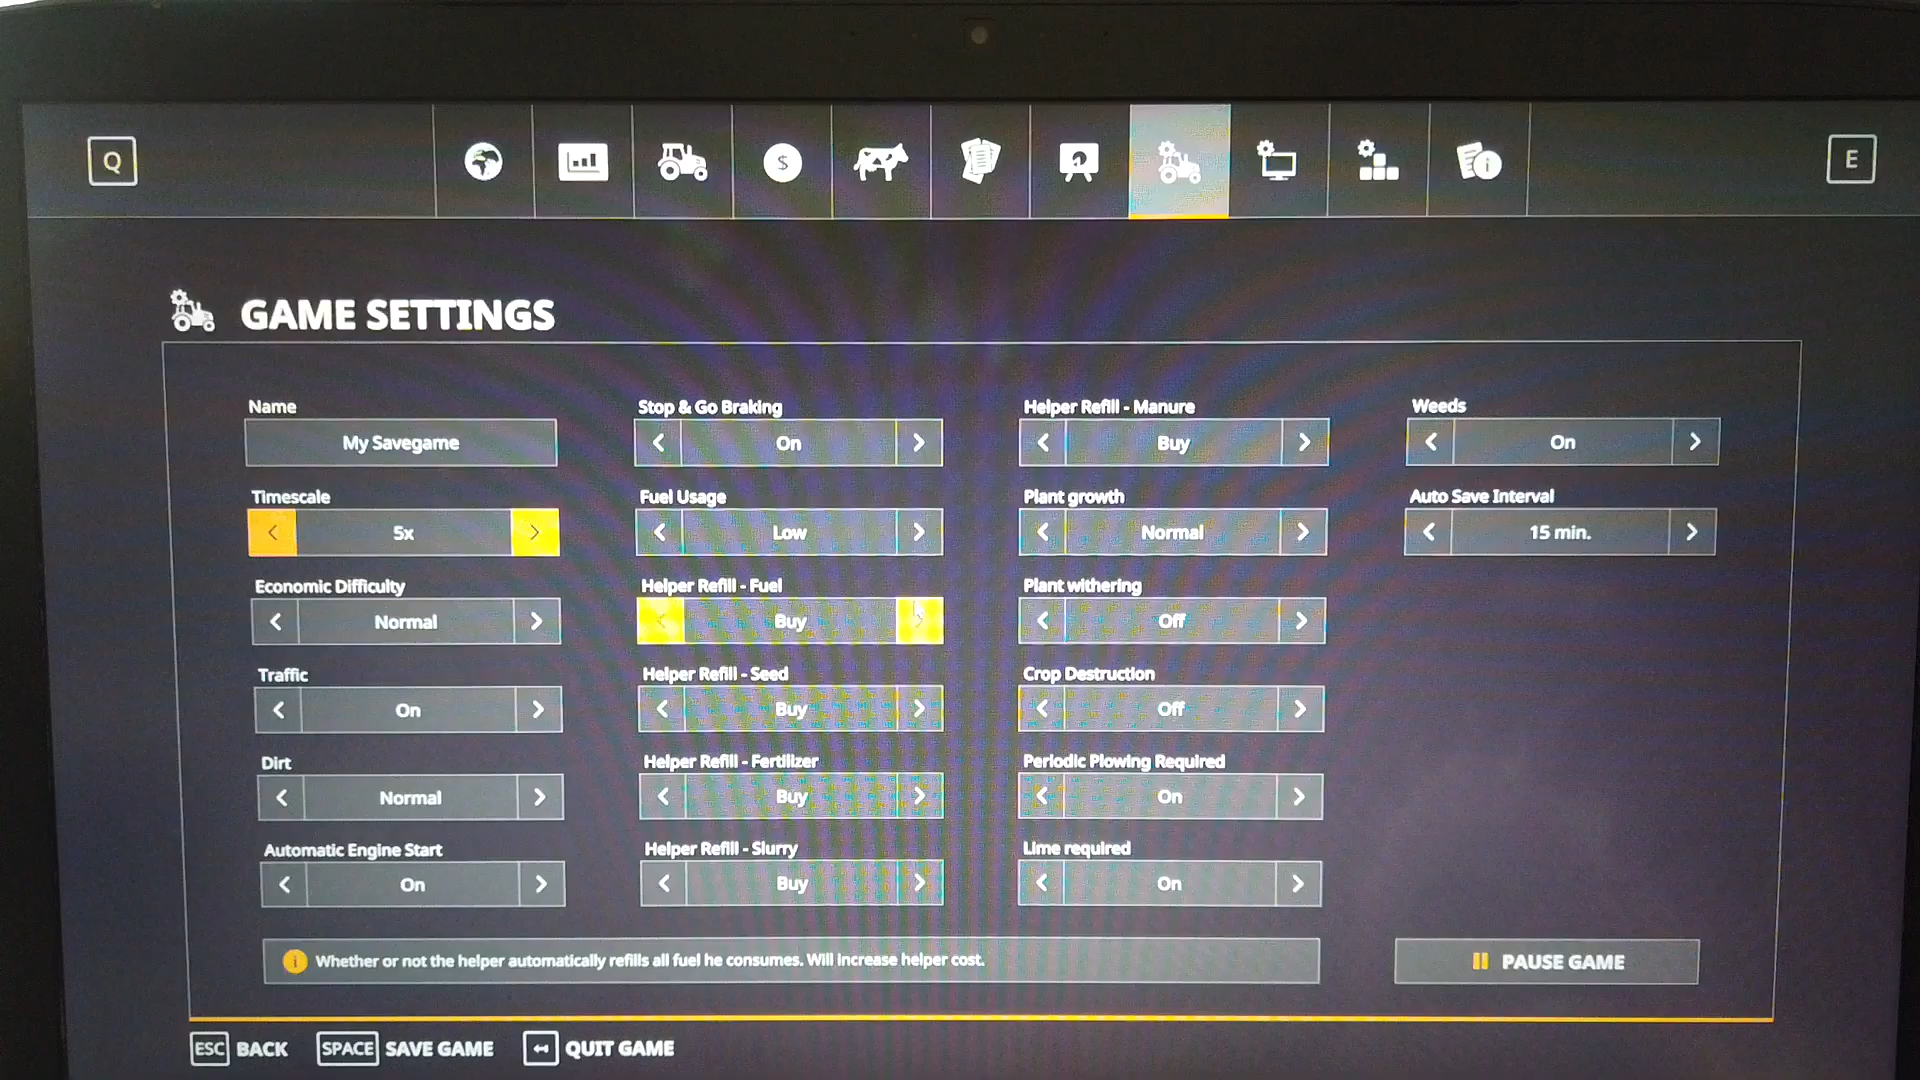 Q
$
E
GAME SETTINGS
Name
My Savegame
Timescale
5x
Economic Difficulty
Normal
Traffic
On
Dirt
Normal
Automatic Engine Start
On
Stop & Go Braking
On
Fuel Usage
Low
Helper Refill - Fuel
Buy
Helper Refill - Seed
Buy
Helper Refill - Fertilizer
Buy
Helper Refill - Slurry
Buy
Helper Refill - Manure
Buy
Plant growth
Normal
Plant withering
Off
Crop Destruction
Off
Periodic Plowing Required
On
Lime required
On
Weeds
On
Auto Save Interval
15 min.
Whether or not the helper automatically refills all fuel he consumes. Will increase helper cost.
PAUSE GAME
ESC BACK SPACE SAVE GAME QUIT GAME